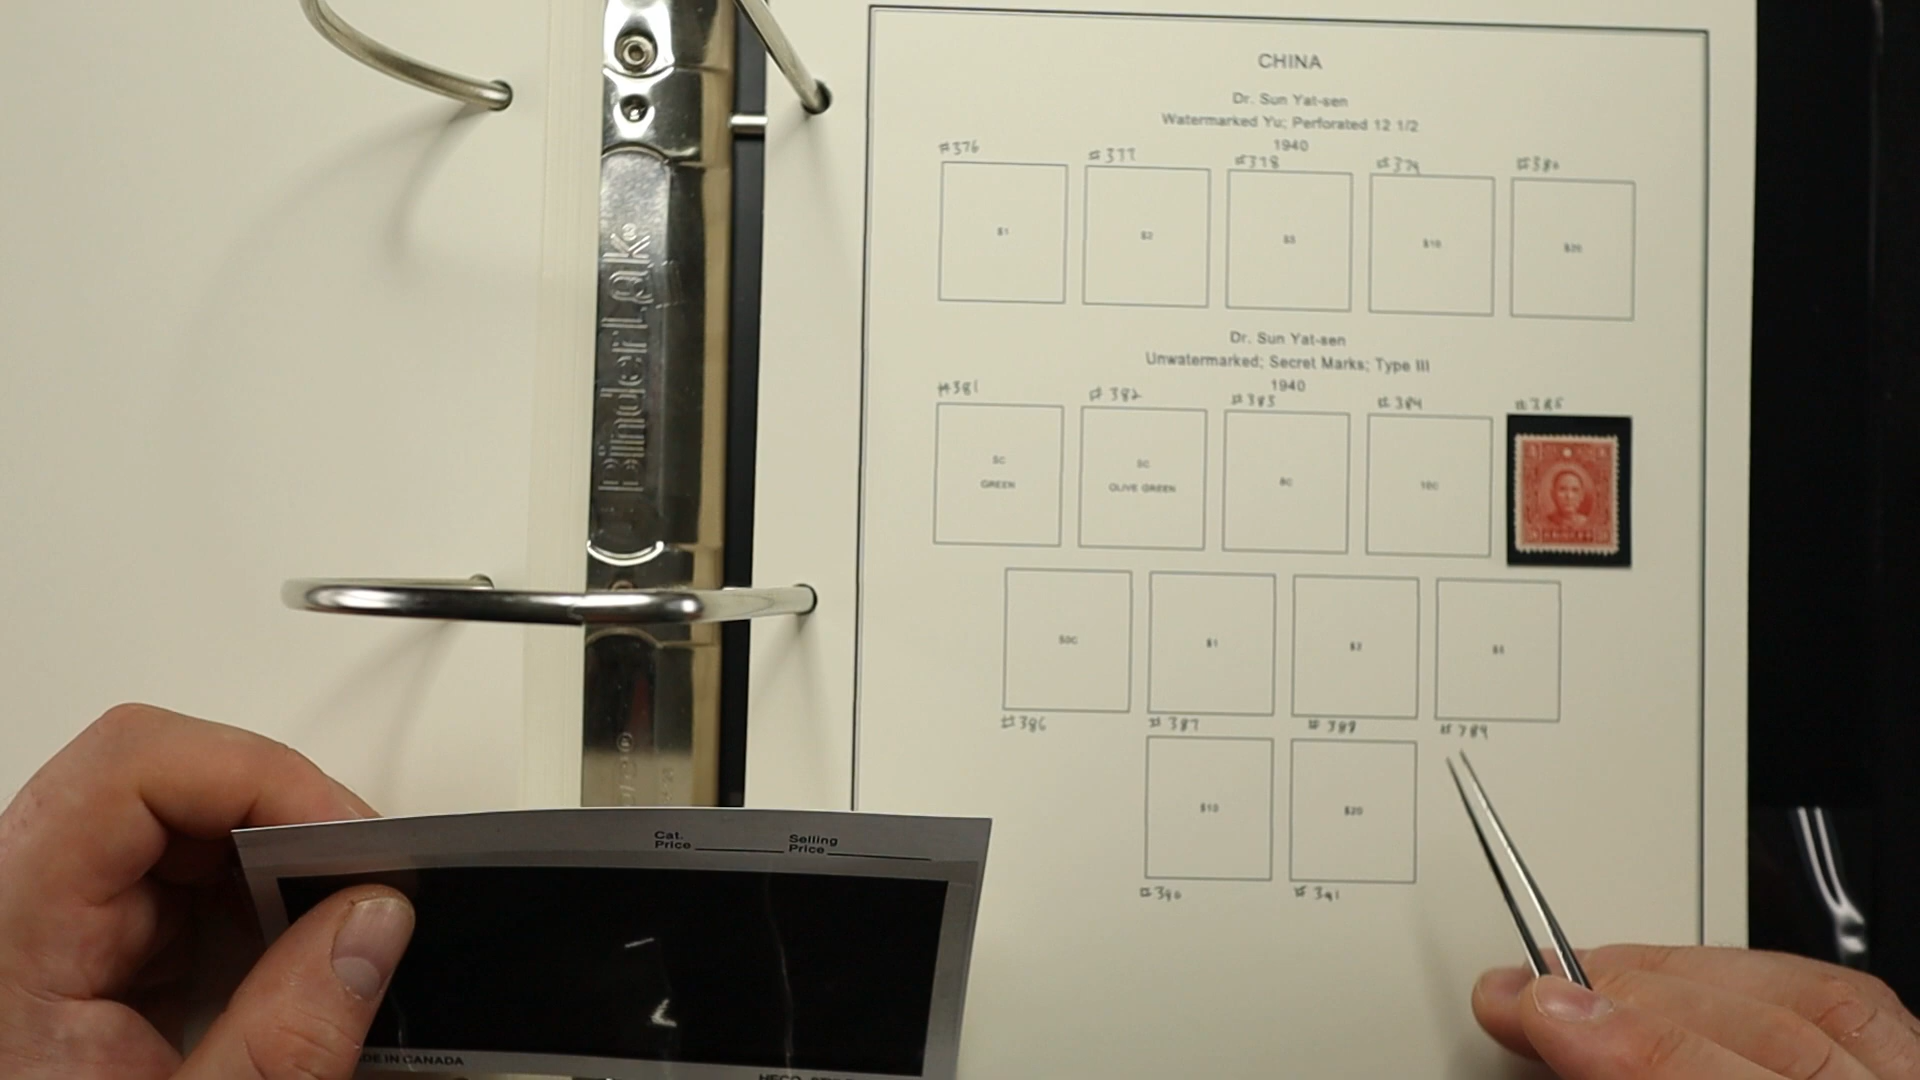 BinderLok®
CHINA
Dr. Sun Yat-sen
Watermarked Yu; Perforated 12 1/2
1940
#376 #377 #378 #379 #380
$1 $2 $5 $10 $20
Dr. Sun Yat-sen
Unwatermarked; Secret Marks; Type III
1940
#381 #382 #383 #384 #385
5C
GREEN
5C
OLIVE GREEN
8C
10C
50C $1 $2 $5
#386 #387 #388 #389
$10 $20
#390 #391
Cat.
Price
Selling
Price
DE IN CANADA